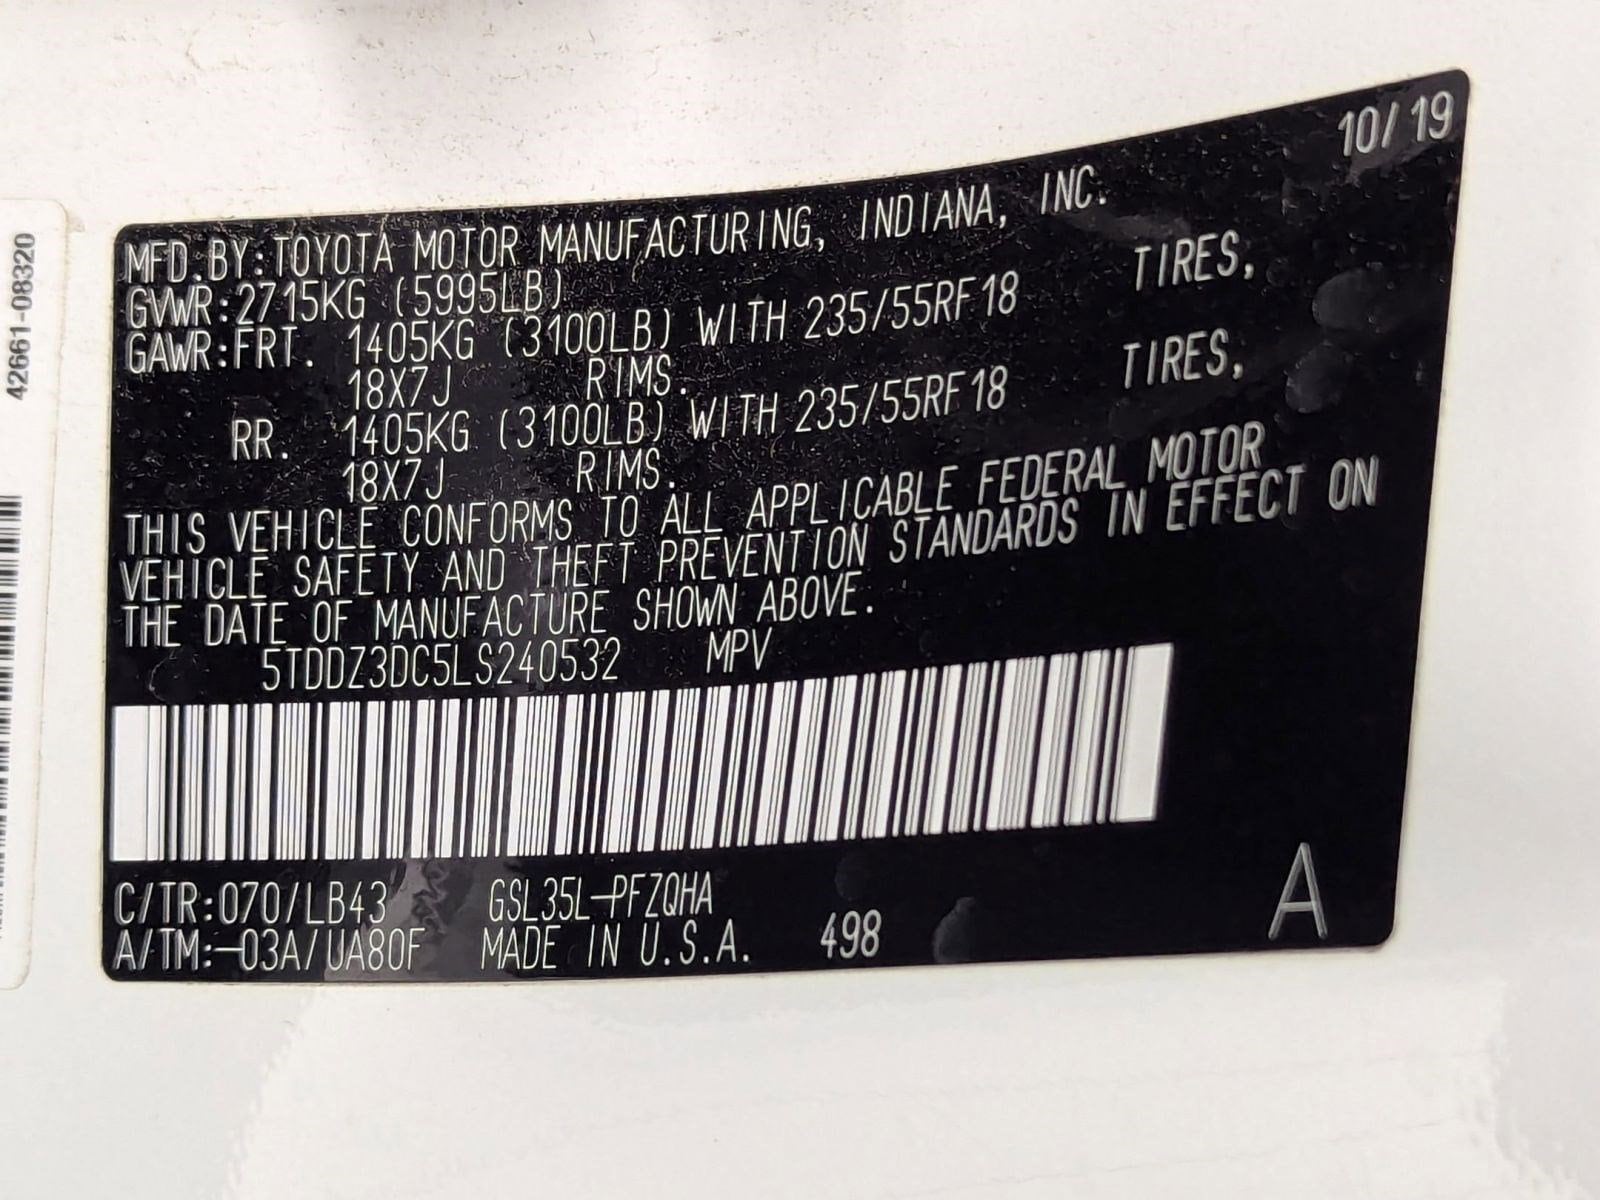 10/19
MFD.BY:TOYOTA MOTOR MANUFACTURING, INDIANA, INC.
GVWR:2715KG (5995LB)
GAWR:FRT. 1405KG (3100LB) WITH 235/55RF18 TIRES,
18X7J RIMS.
RR. 1405KG (3100LB) WITH 235/55RF18 TIRES,
18X7J RIMS.
THIS VEHICLE CONFORMS TO ALL APPLICABLE FEDERAL MOTOR
VEHICLE SAFETY AND THEFT PREVENTION STANDARDS IN EFFECT ON
THE DATE OF MANUFACTURE SHOWN ABOVE.
5TDDZ3DC5LS240532 MPV
C/TR:070/LB43 GSL35L-PFZQHA
A/TM:-03A/UA80F MADE IN U.S.A. 498
A
42661-08320